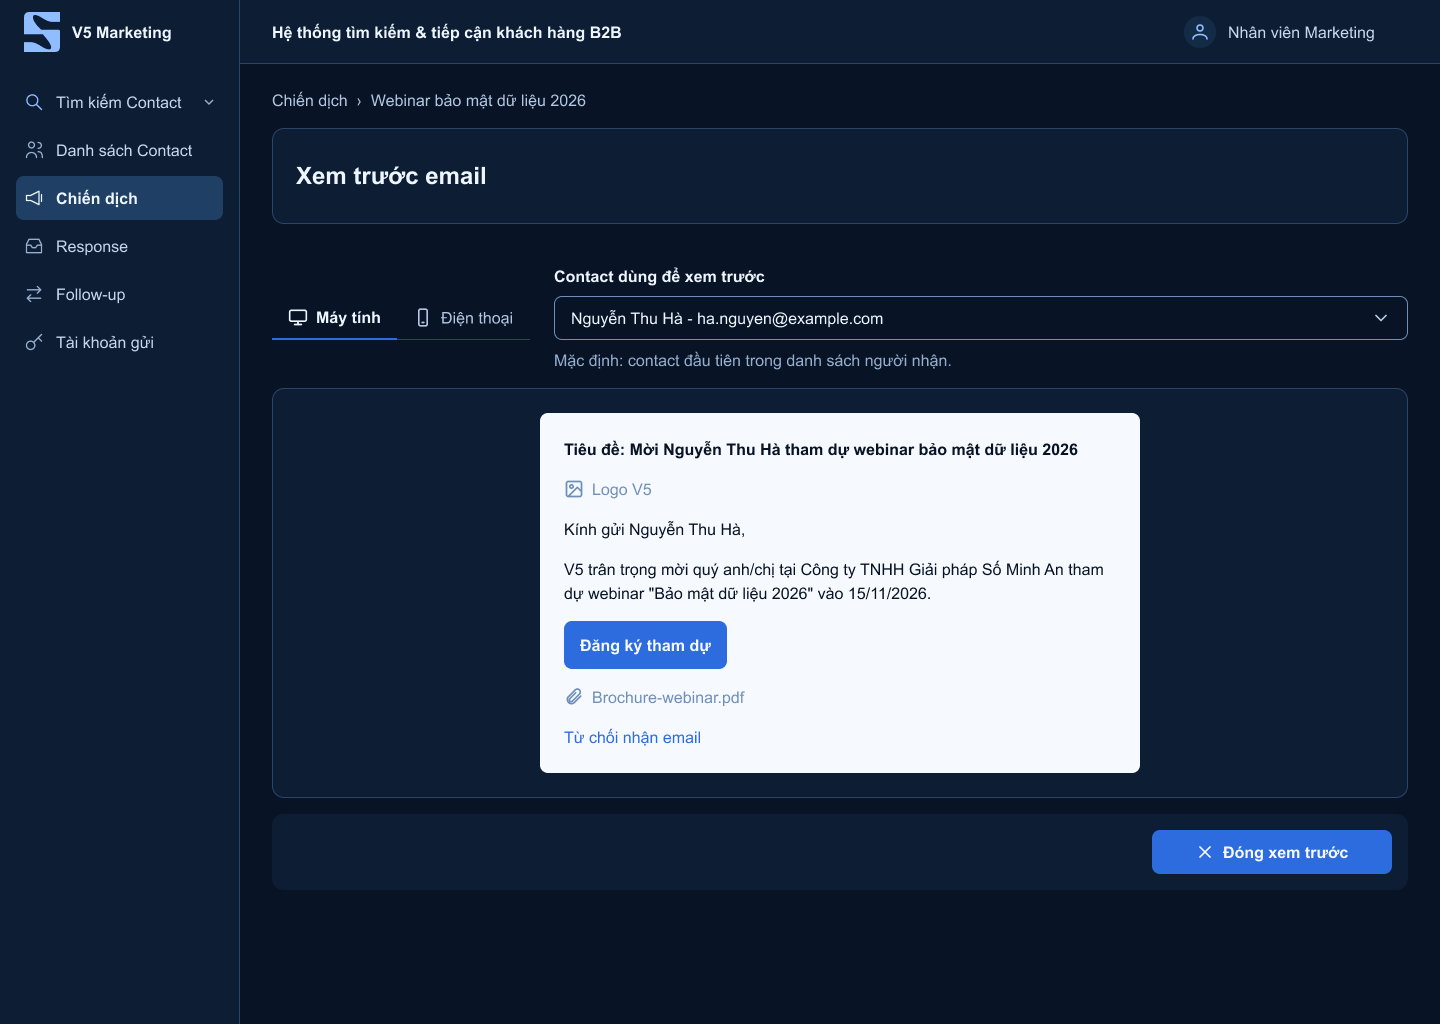 V5 Marketing
Tìm kiếm Contact
Danh sách Contact
Chiến dịch
Response
Follow-up
Tài khoản gửi
Hệ thống tìm kiếm & tiếp cận khách hàng B2B
Nhân viên Marketing
Chiến dịch › Webinar bảo mật dữ liệu 2026
Xem trước email
Máy tính
Điện thoại
Contact dùng để xem trước
Nguyễn Thu Hà - ha.nguyen@example.com
Mặc định: contact đầu tiên trong danh sách người nhận.
Tiêu đề: Mời Nguyễn Thu Hà tham dự webinar bảo mật dữ liệu 2026
Logo V5
Kính gửi Nguyễn Thu Hà,
V5 trân trọng mời quý anh/chị tại Công ty TNHH Giải pháp Số Minh An tham
dự webinar "Bảo mật dữ liệu 2026" vào 15/11/2026.
Đăng ký tham dự
Brochure-webinar.pdf
Từ chối nhận email
Đóng xem trước